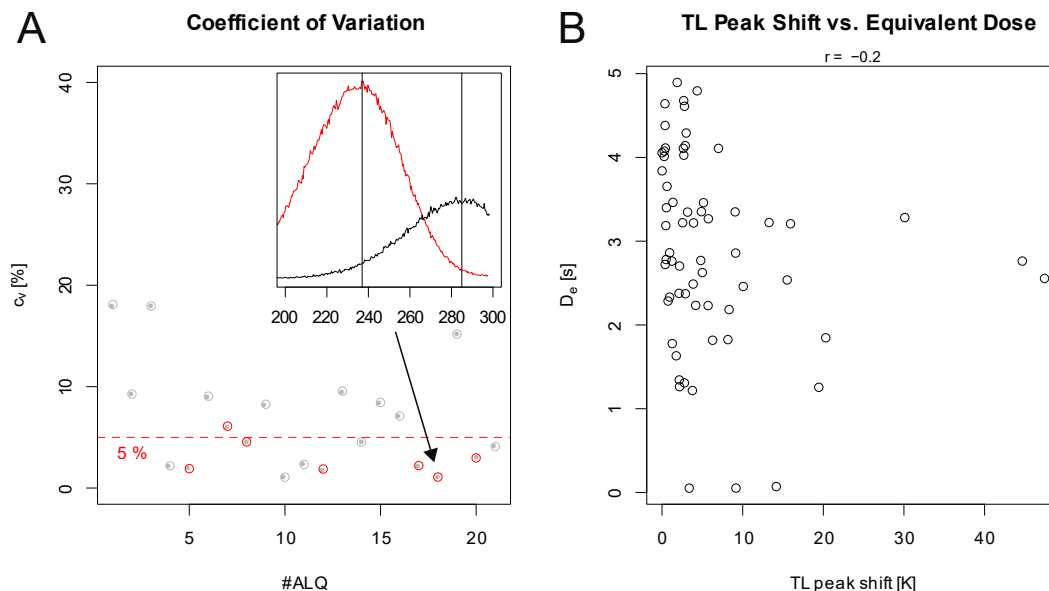 A
Coefficient of Variation
40
30
20
10
0
c_v [%]
200 220 240 260 280 300
5 %
5 10 15 20
#ALQ
B
TL Peak Shift vs. Equivalent Dose
r = −0.2
5
4
3
2
1
0
D_e [s]
0 10 20 30 40
TL peak shift [K]